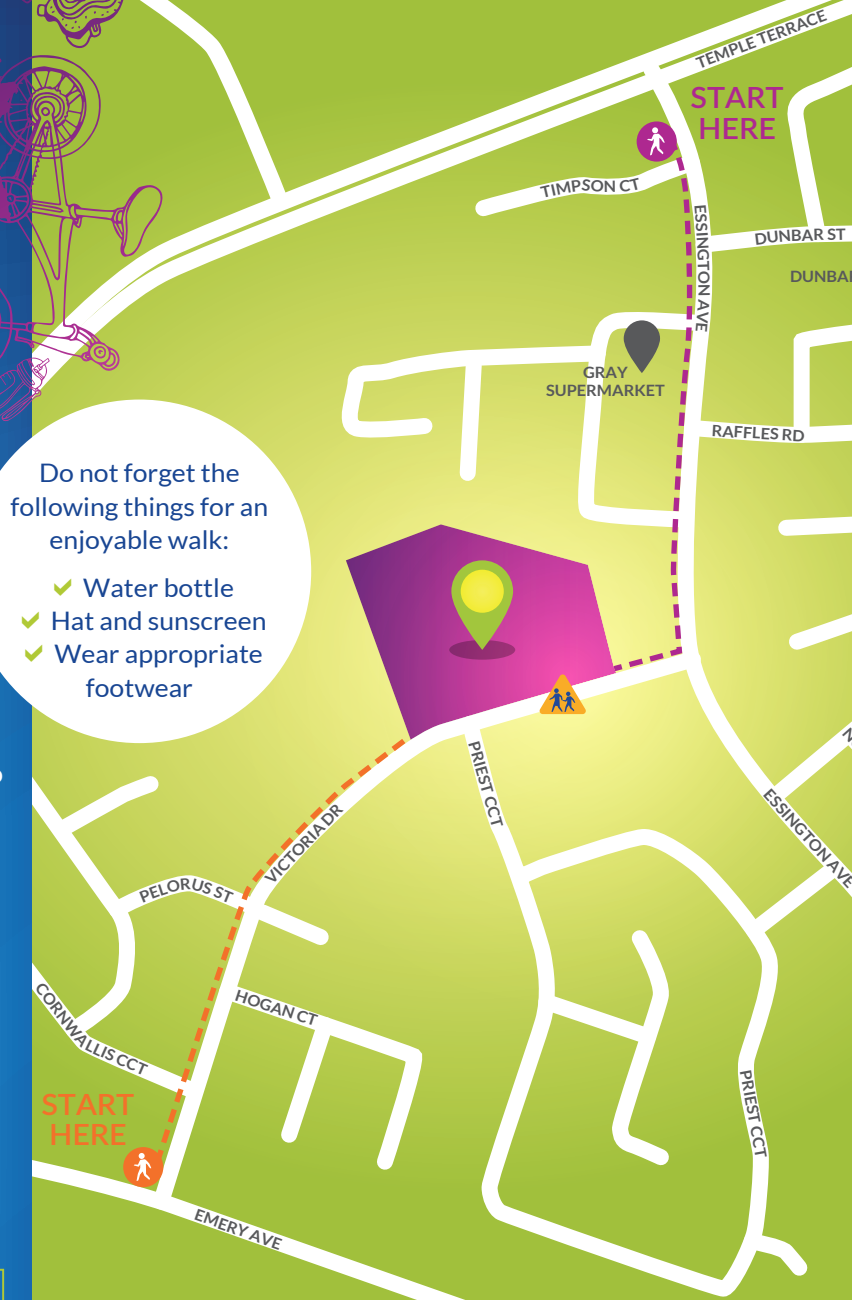 TEMPLE TERRACE
START
HERE
TIMPSON CT
ESSINGTON AVE
DUNBAR ST
GRAY
SUPERMARKET
RAFFLES RD
Do not forget the
following things for an
enjoyable walk:
Water bottle
Hat and sunscreen
Wear appropriate
footwear
PRIEST CCT
VICTORIA DR
ESSINGTON AVE
PELORUS ST
HOGAN CT
CORNWALLIS CCT
START
HERE
PRIEST CCT
EMERY AVE